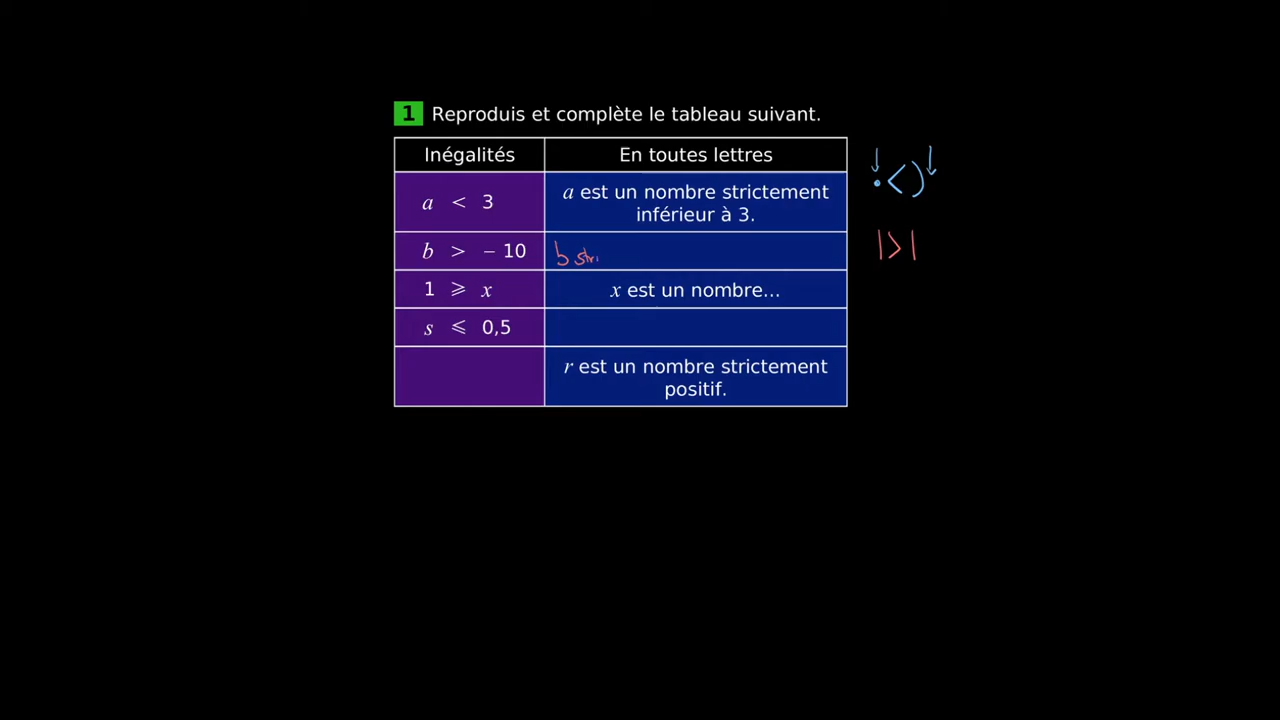 1 Reproduis et complète le tableau suivant.
Inégalités En toutes lettres
a < 3 a est un nombre strictement
inférieur à 3.
b > − 10 b stri
1 ⩾ x x est un nombre...
s ⩽ 0,5
r est un nombre strictement
positif.
<
>